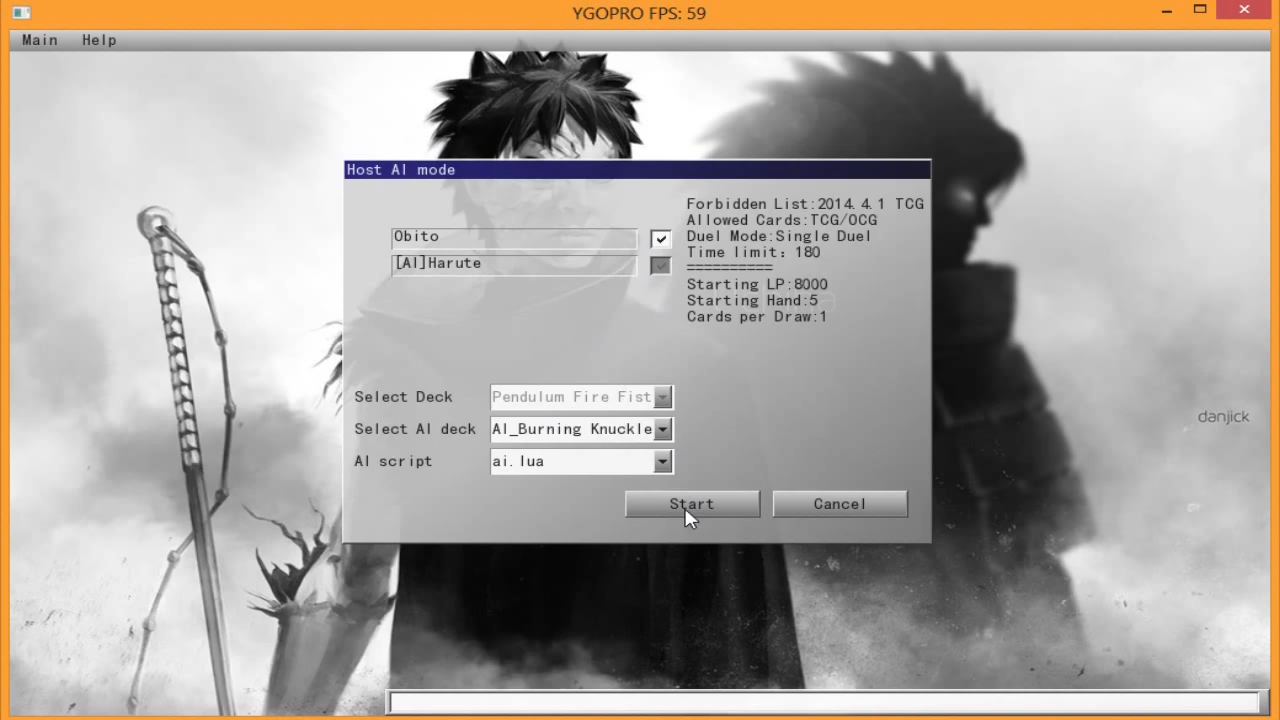 YGOPRO FPS: 59
Main Help
Host AI mode
Obito
[AI]Harute
Forbidden List:2014.4.1 TCG
Allowed Cards:TCG/OCG
Duel Mode:Single Duel
Time limit: 180
==========
Starting LP:8000
Starting Hand:5
Cards per Draw:1
Select Deck Pendulum Fire Fist
Select AI deck AI_Burning Knuckle
AI script ai.lua
Start Cancel
danjick